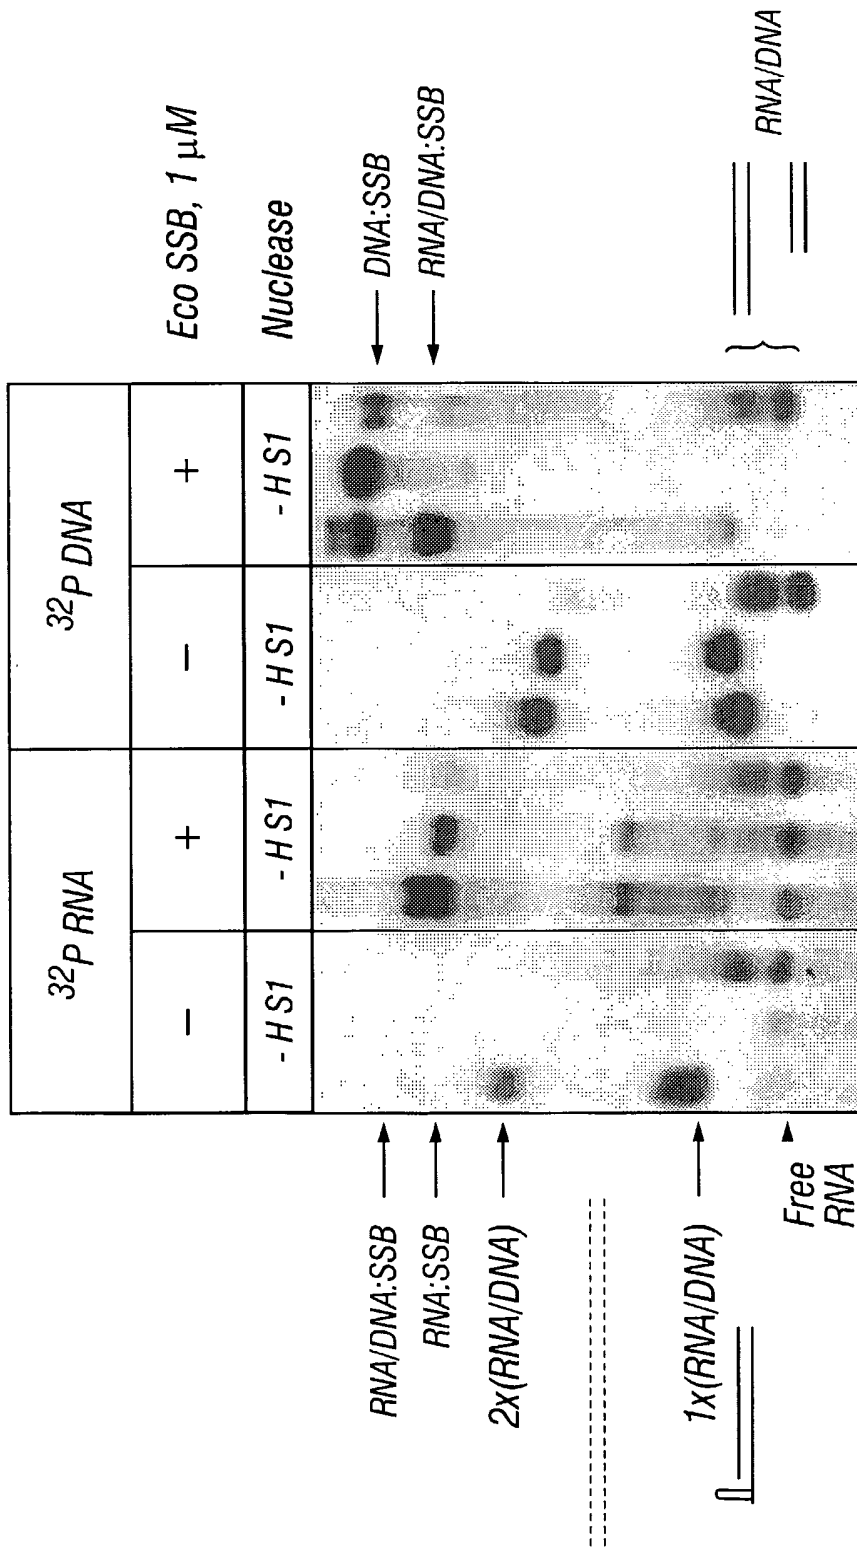 ³²P RNA
³²P DNA
–
+
–
+
Eco SSB, 1 µM
- H S1
- H S1
- H S1
- H S1
Nuclease
RNA/DNA:SSB
RNA:SSB
2x(RNA/DNA)
1x(RNA/DNA)
Free
RNA
DNA:SSB
RNA/DNA:SSB
RNA/DNA